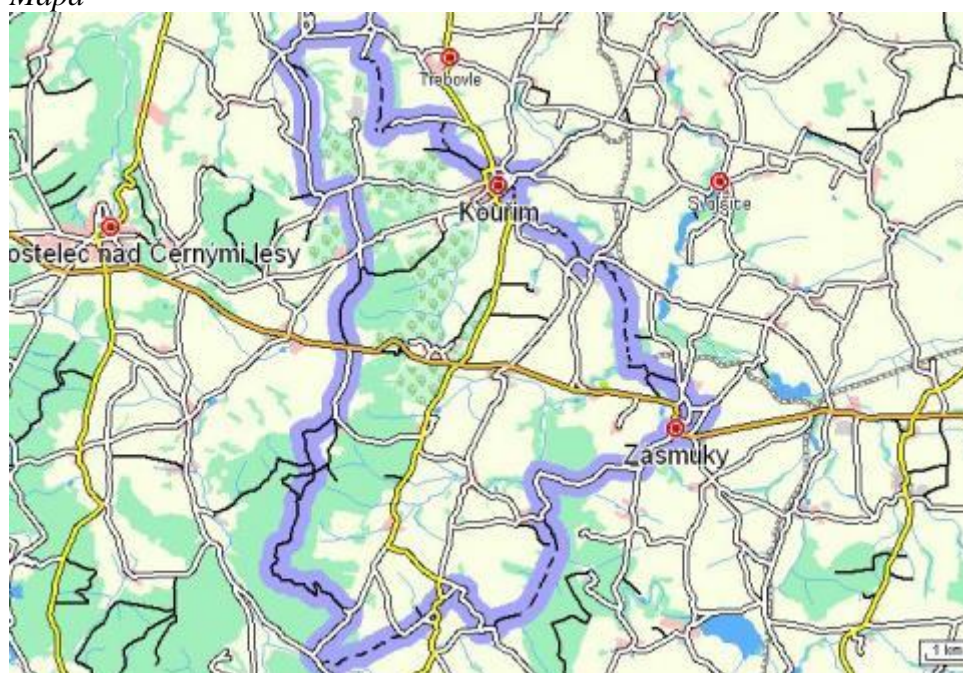 Mapa
Třebovle
Kouřim
Svojšice
ostelec nad Černými lesy
Zásmuky
1 km